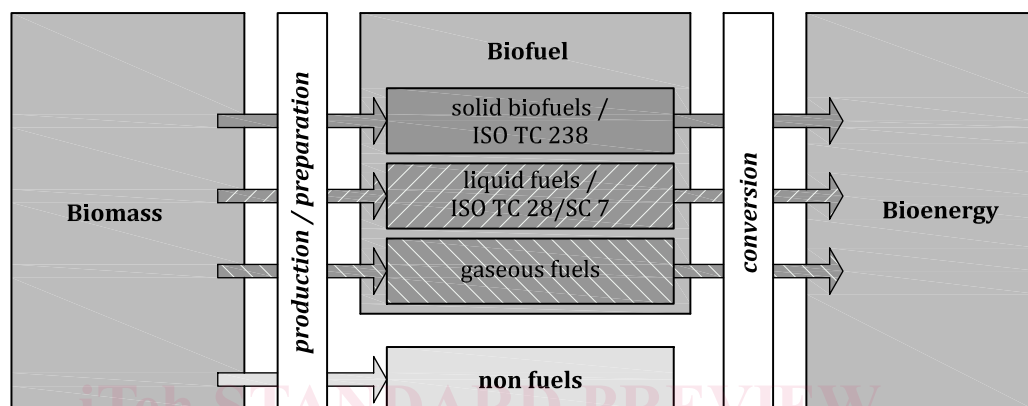 Biofuel
solid biofuels /
ISO TC 238
liquid fuels /
ISO TC 28/SC 7
gaseous fuels
Biomass
production / preparation
conversion
Bioenergy
non fuels
iTeh STANDARD PREVIEW